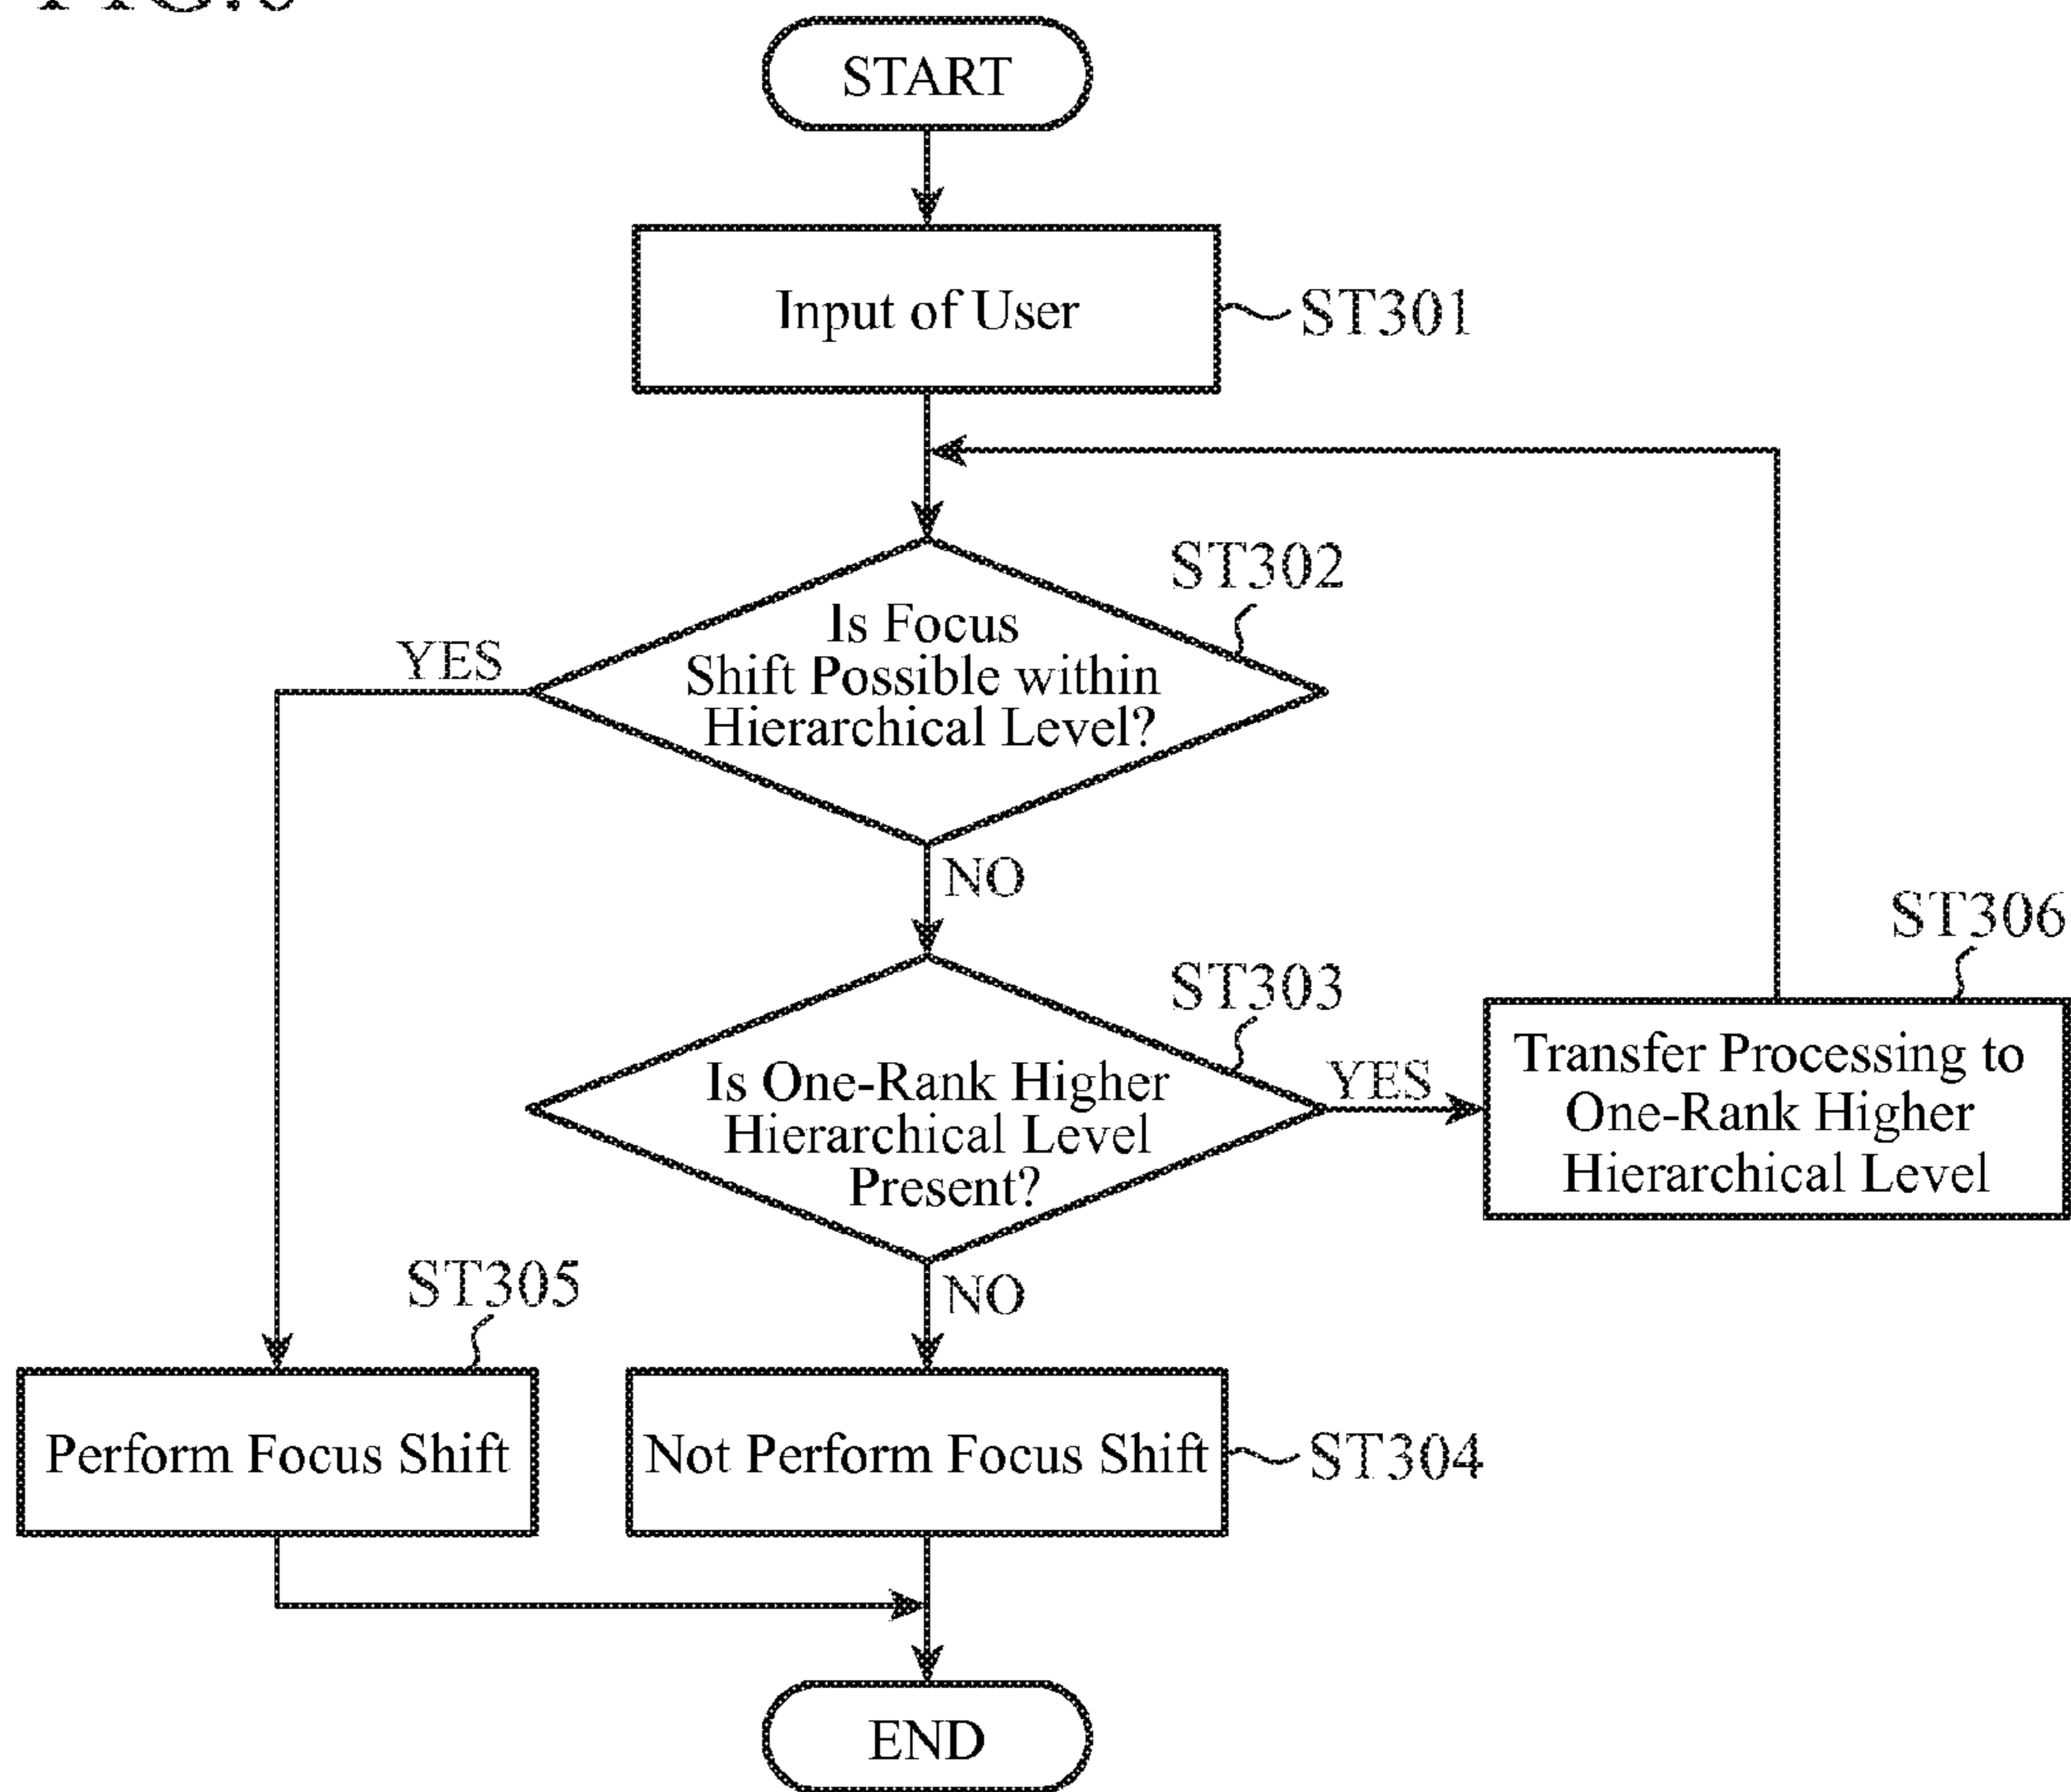 START
Input of User
ST301
ST302
Is Focus
Shift Possible within
Hierarchical Level?
YES
NO
ST303
Is One-Rank Higher
Hierarchical Level
Present?
YES
ST306
Transfer Processing to
One-Rank Higher
Hierarchical Level
NO
ST305
Perform Focus Shift
Not Perform Focus Shift
ST304
END